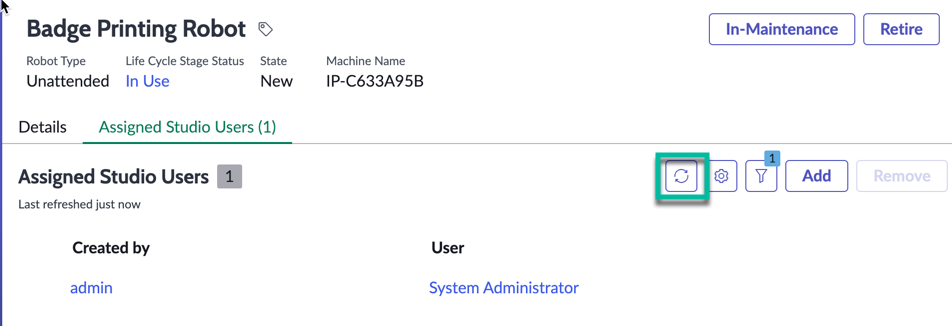 Badge Printing Robot
In-Maintenance
Retire
Robot Type
Life Cycle Stage Status
State
Machine Name
Unattended
In Use
New
IP-C633A95B
Details
Assigned Studio Users (1)
Assigned Studio Users 1
1
Add
Remove
Last refreshed just now
Created by
User
admin
System Administrator